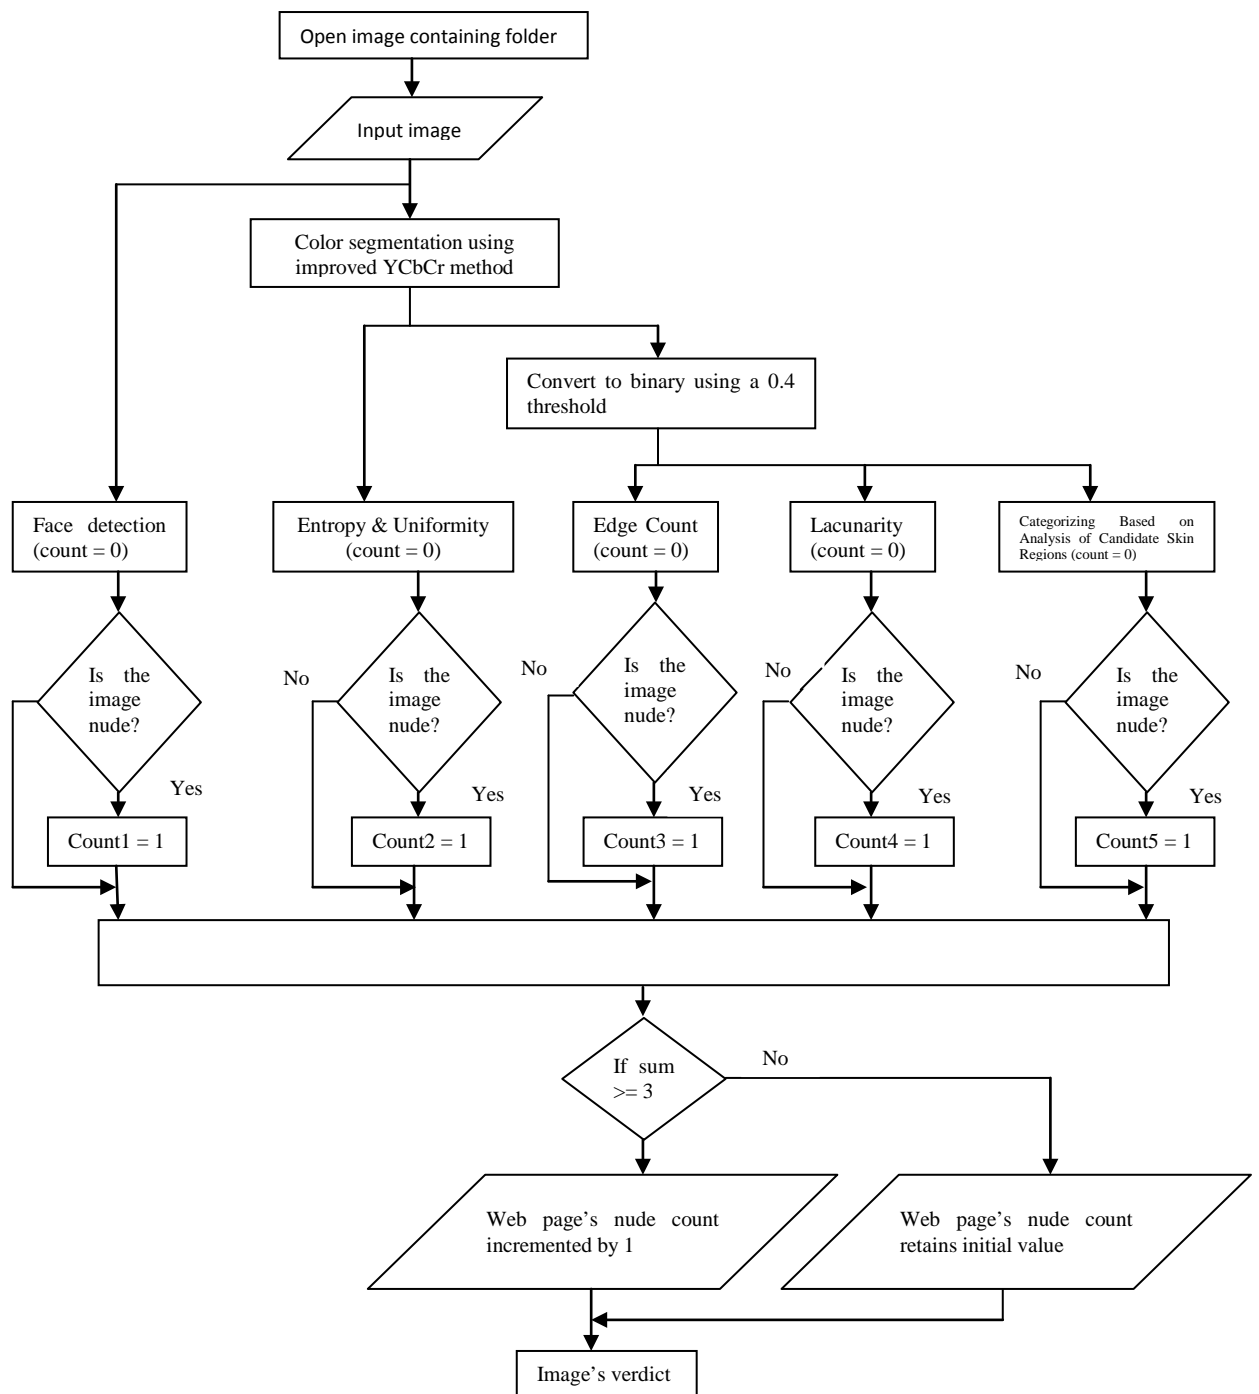 Open image containing folder
Input image
Color segmentation using
improved YCbCr method
Convert to binary using a 0.4
threshold
Face detection
(count = 0)
Entropy & Uniformity
(count = 0)
Edge Count
(count = 0)
Lacunarity
(count = 0)
Categorizing Based on
Analysis of Candidate Skin
Regions (count = 0)
Is the
image
nude?
No
Is the
image
nude?
No
Is the
image
nude?
No
Is the
image
nude?
No
Is the
image
nude?
Yes
Yes
Yes
Yes
Yes
Count1 = 1
Count2 = 1
Count3 = 1
Count4 = 1
Count5 = 1
If sum
>= 3
No
Web page's nude count
incremented by 1
Web page's nude count
retains initial value
Image's verdict